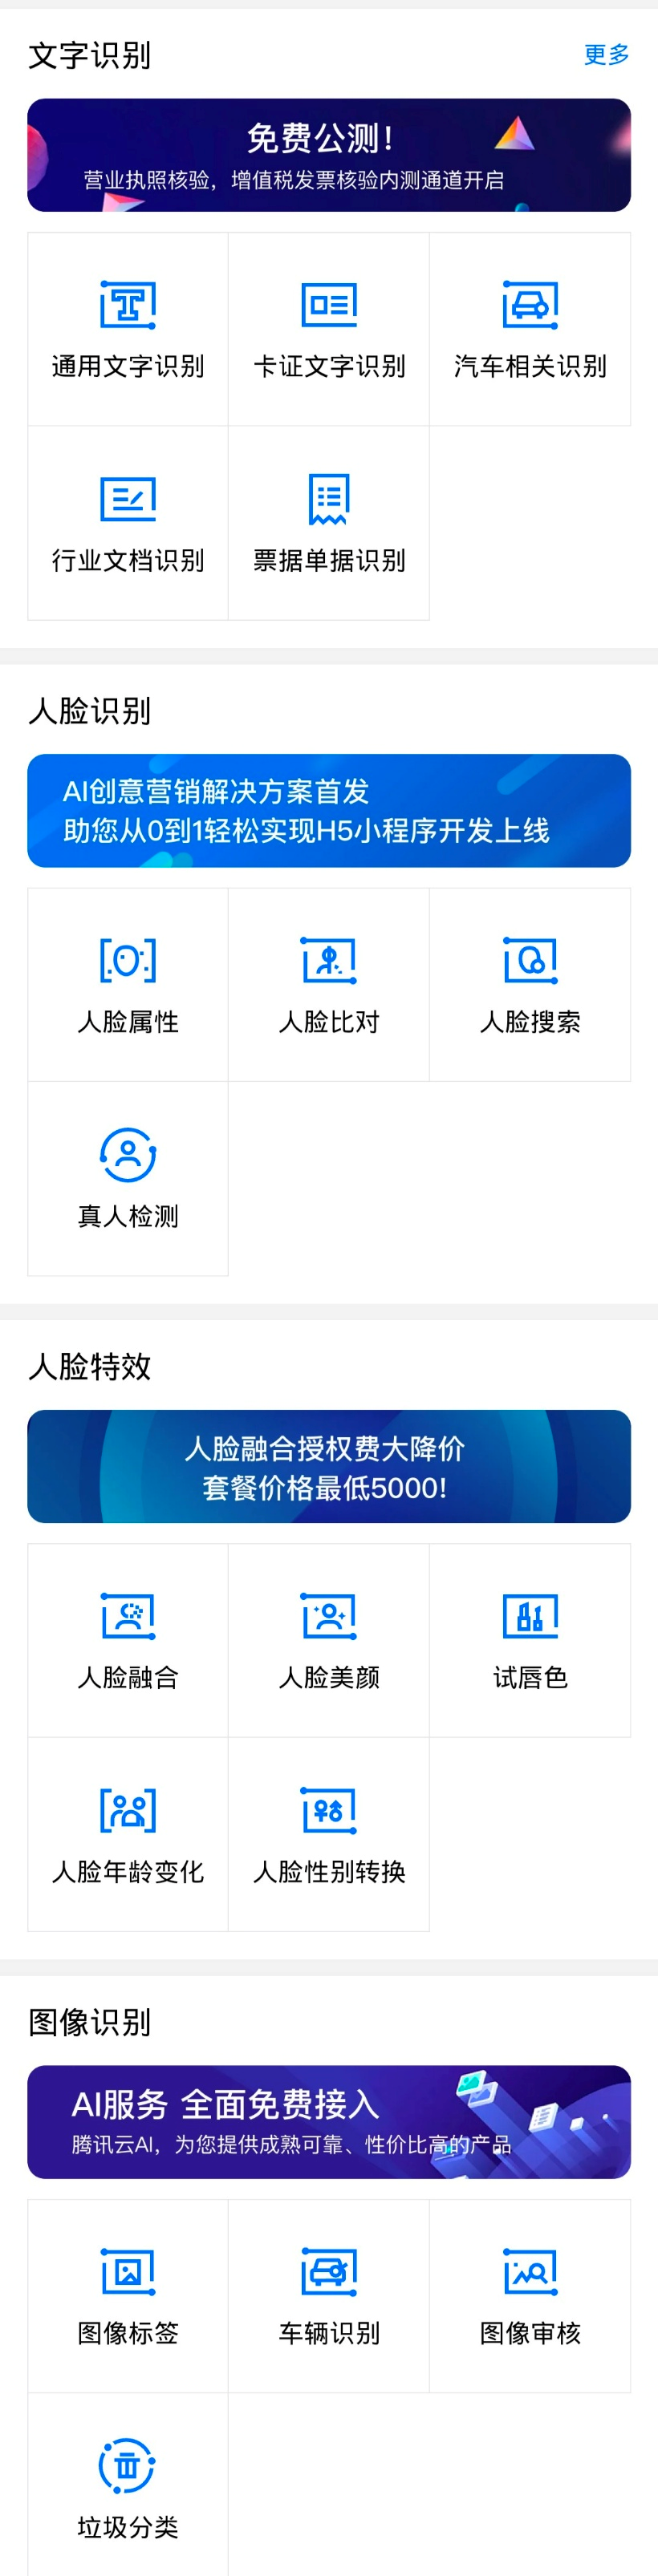 文字识别 更多
免费公测!
营业执照核验，增值税发票核验内测通道开启
通用文字识别 卡证文字识别 汽车相关识别
行业文档识别 票据单据识别
人脸识别
AI创意营销解决方案首发
助您从0到1轻松实现H5小程序开发上线
人脸属性 人脸比对 人脸搜索
真人检测
人脸特效
人脸融合授权费大降价
套餐价格最低5000!
人脸融合 人脸美颜 试唇色
人脸年龄变化 人脸性别转换
图像识别
AI服务 全面免费接入
腾讯云AI，为您提供成熟可靠、性价比高的产品
图像标签 车辆识别 图像审核
垃圾分类